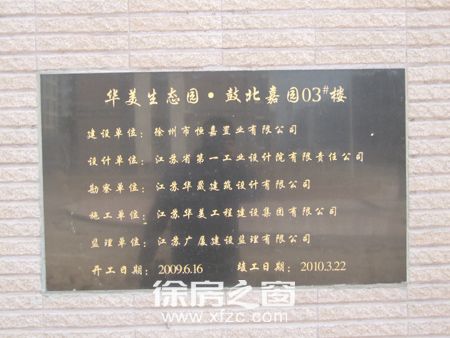 华美生态园·鼓北嘉园03#楼
建设单位：徐州市恒嘉置业有限公司
设计单位：江苏省第一工业设计院有限责任公司
勘察单位：江苏华晟建筑设计有限公司
施工单位：江苏华美工程建设集团有限公司
监理单位：江苏广厦建设监理有限公司
开工日期：2009.6.16 竣工日期：2010.3.22
徐房之窗
www.xfzc.com